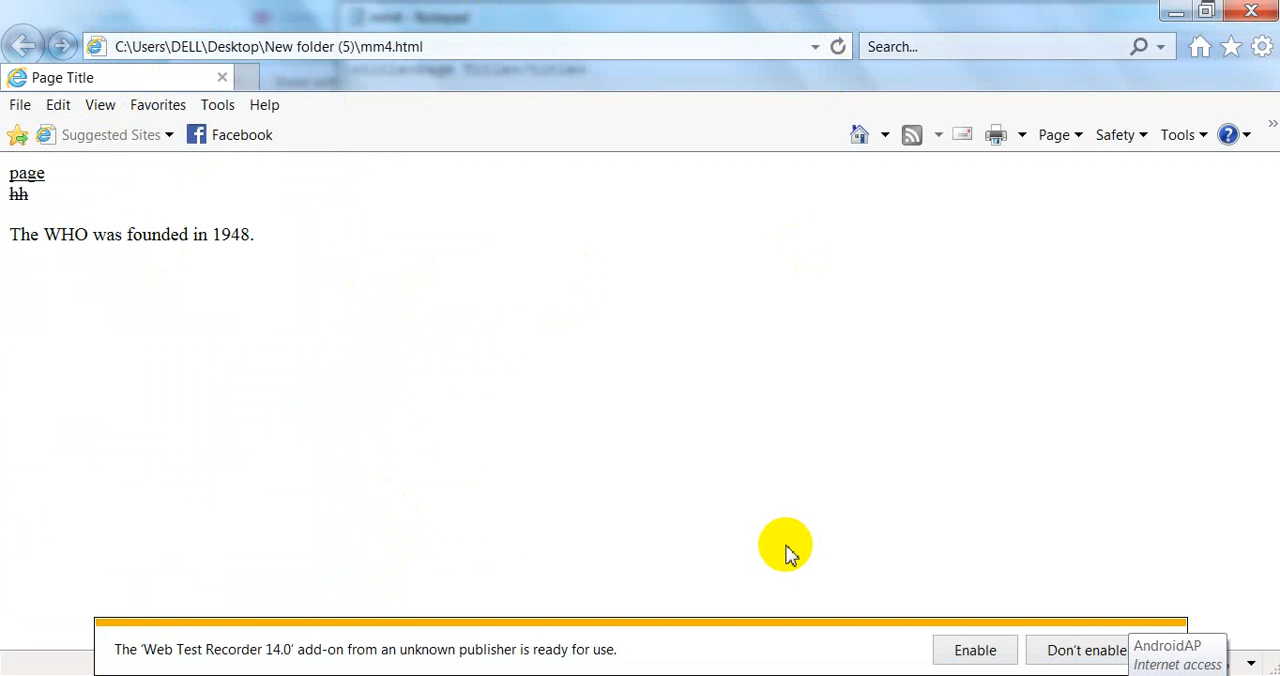 C:\Users\DELL\Desktop\New folder (5)\mm4.html
Search...
Page Title
File Edit View Favorites Tools Help
Suggested Sites Facebook
Page Safety Tools
page
hh
The WHO was founded in 1948.
The 'Web Test Recorder 14.0' add-on from an unknown publisher is ready for use.
Enable
Don't enable
AndroidAP
Internet access